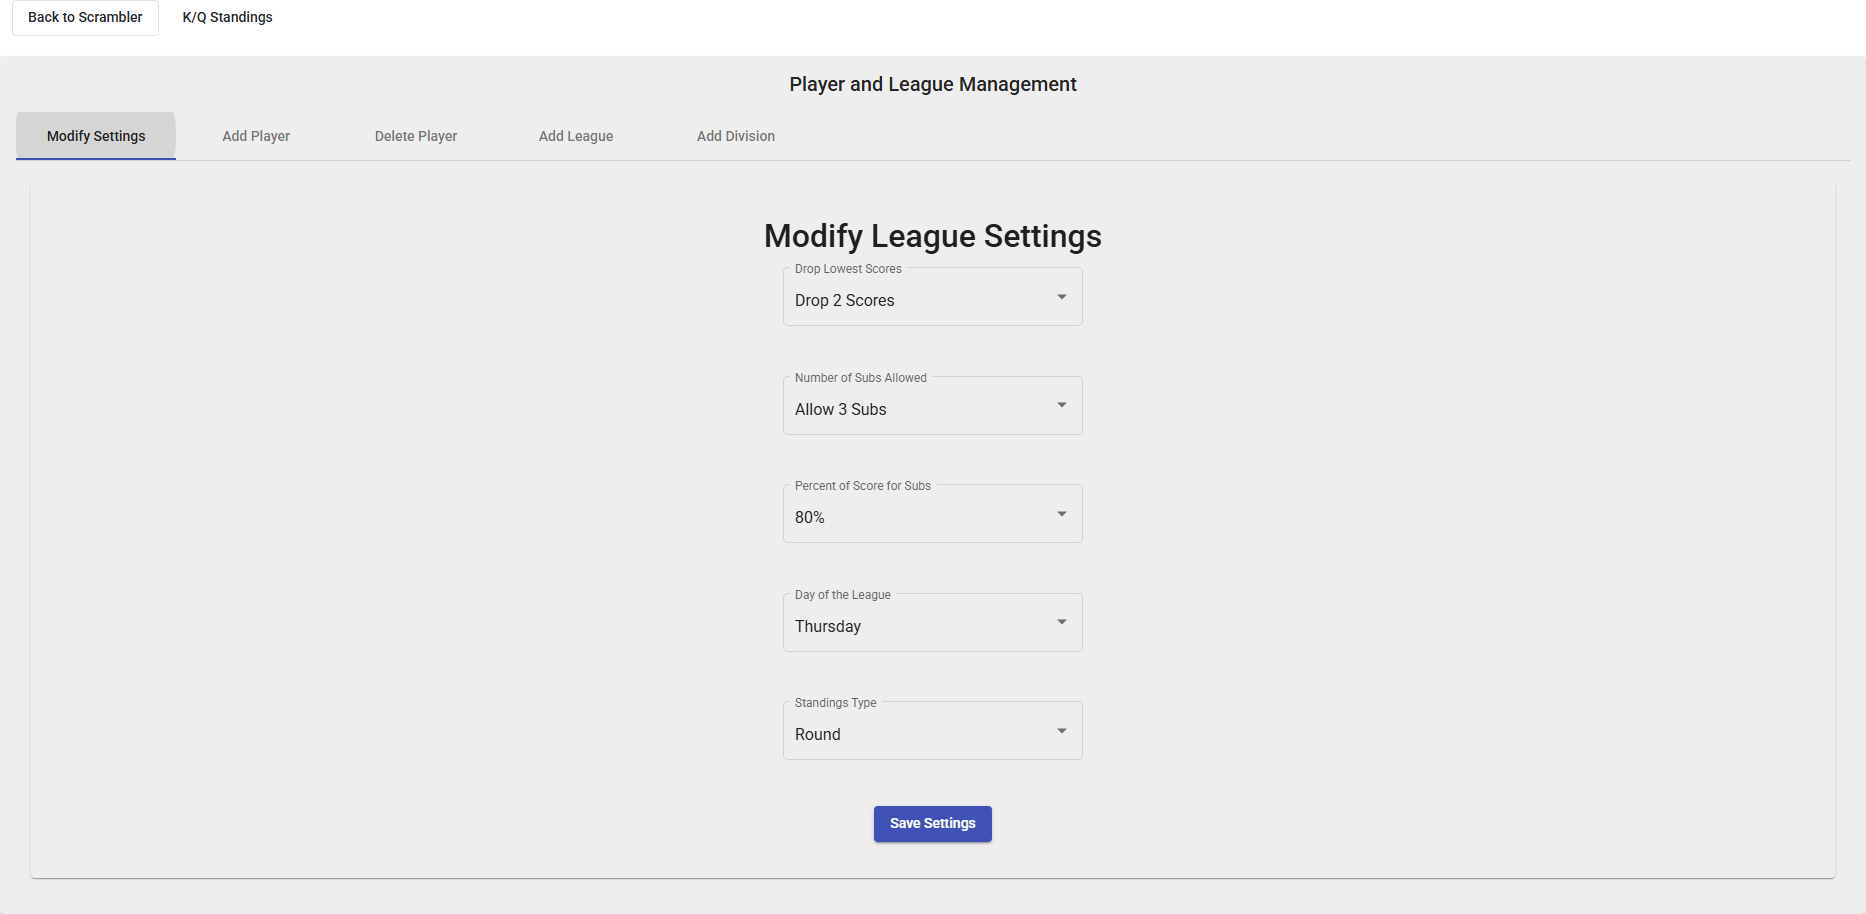 Back to Scrambler K/Q Standings
Player and League Management
Modify Settings Add Player Delete Player Add League Add Division
Modify League Settings
Drop Lowest Scores
Drop 2 Scores
Number of Subs Allowed
Allow 3 Subs
Percent of Score for Subs
80%
Day of the League
Thursday
Standings Type
Round
Save Settings